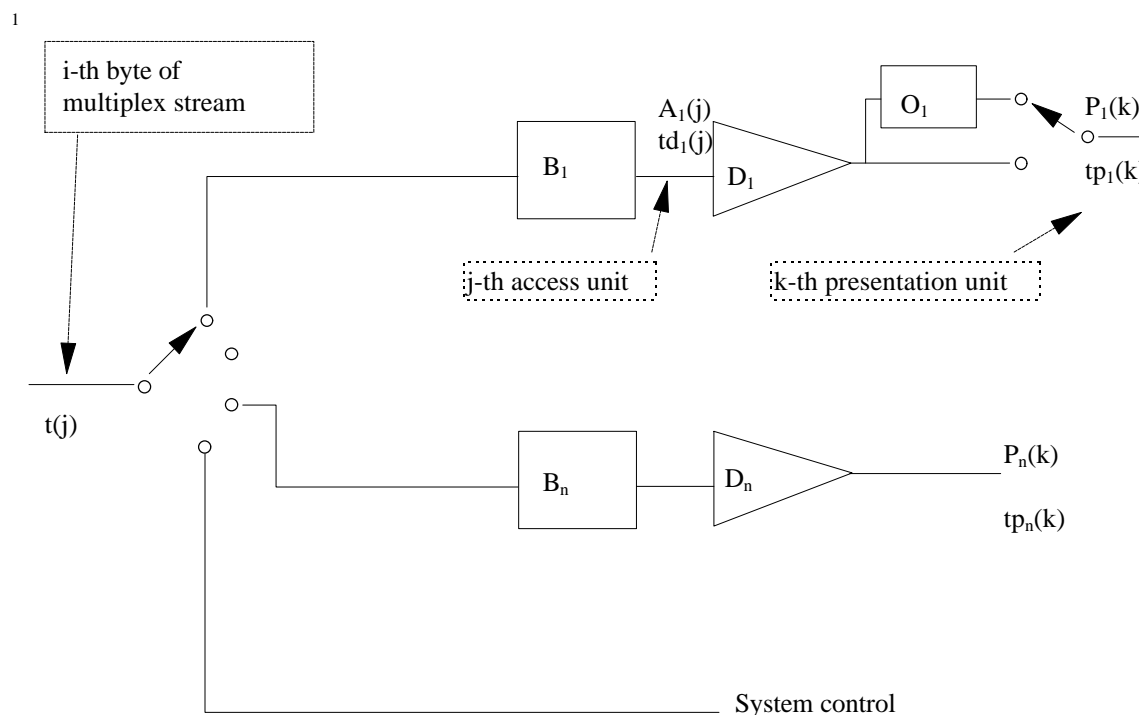 1
i-th byte of
multiplex stream
A₁(j)
td₁(j)
B₁
D₁
O₁
P₁(k)
tp₁(k)
j-th access unit
k-th presentation unit
t(j)
Bₙ
Dₙ
Pₙ(k)
tpₙ(k)
System control